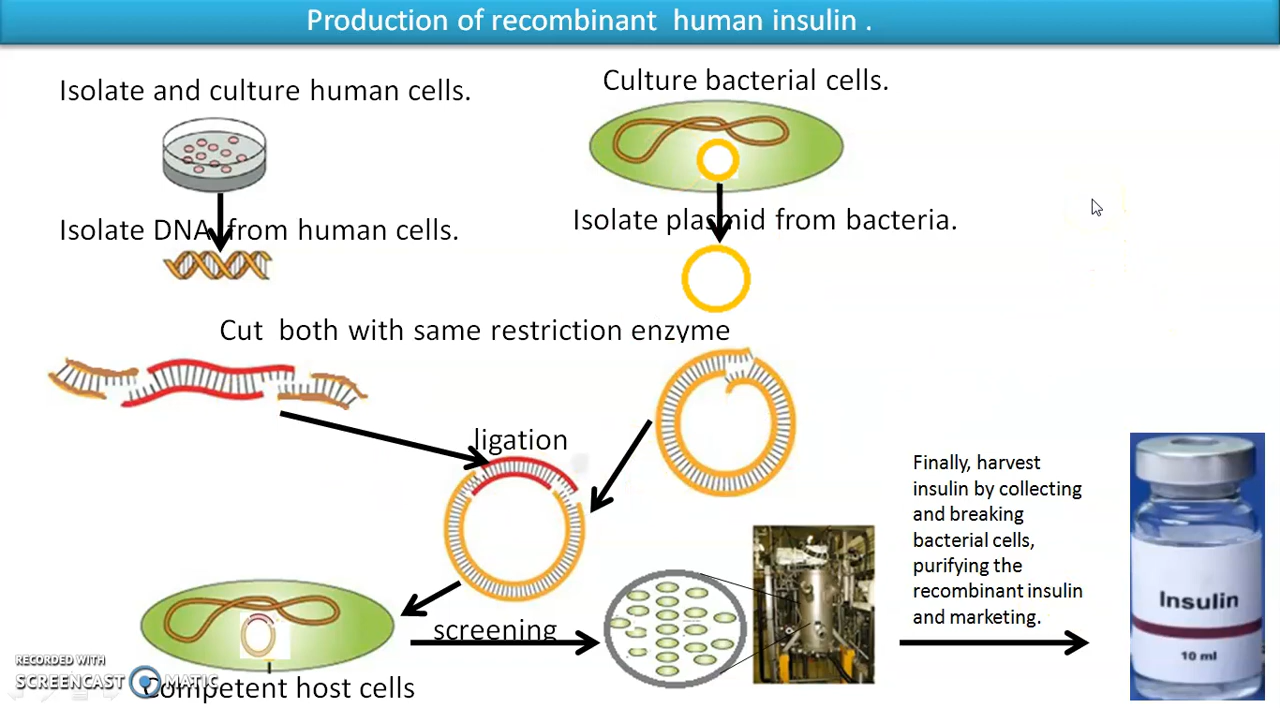 Production of recombinant human insulin .
Isolate and culture human cells.
Culture bacterial cells.
Isolate DNA from human cells.
Isolate plasmid from bacteria.
Cut both with same restriction enzyme
ligation
Finally, harvest
insulin by collecting
and breaking
bacterial cells,
purifying the
recombinant insulin
and marketing.
Insulin
10 ml
screening
Competent host cells
RECORDED WITH
SCREENCAST MATIC